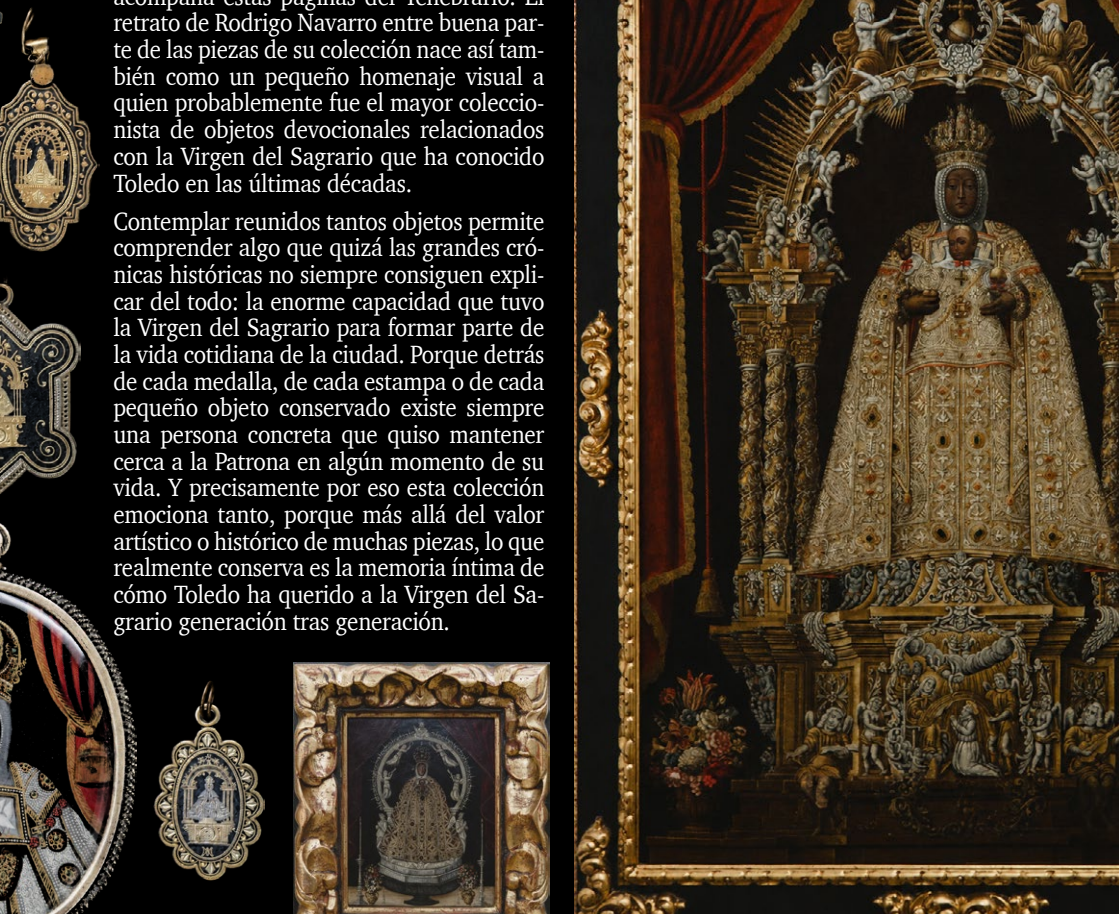 acompaña estas páginas del Tenebrario. El
retrato de Rodrigo Navarro entre buena par-
te de las piezas de su colección nace así tam-
bién como un pequeño homenaje visual a
quien probablemente fue el mayor coleccio-
nista de objetos devocionales relacionados
con la Virgen del Sagrario que ha conocido
Toledo en las últimas décadas.
Contemplar reunidos tantos objetos permite
comprender algo que quizá las grandes cró-
nicas históricas no siempre consiguen expli-
car del todo: la enorme capacidad que tuvo
la Virgen del Sagrario para formar parte de
la vida cotidiana de la ciudad. Porque detrás
de cada medalla, de cada estampa o de cada
pequeño objeto conservado existe siempre
una persona concreta que quiso mantener
cerca a la Patrona en algún momento de su
vida. Y precisamente por eso esta colección
emociona tanto, porque más allá del valor
artístico o histórico de muchas piezas, lo que
realmente conserva es la memoria íntima de
cómo Toledo ha querido a la Virgen del Sa-
grario generación tras generación.